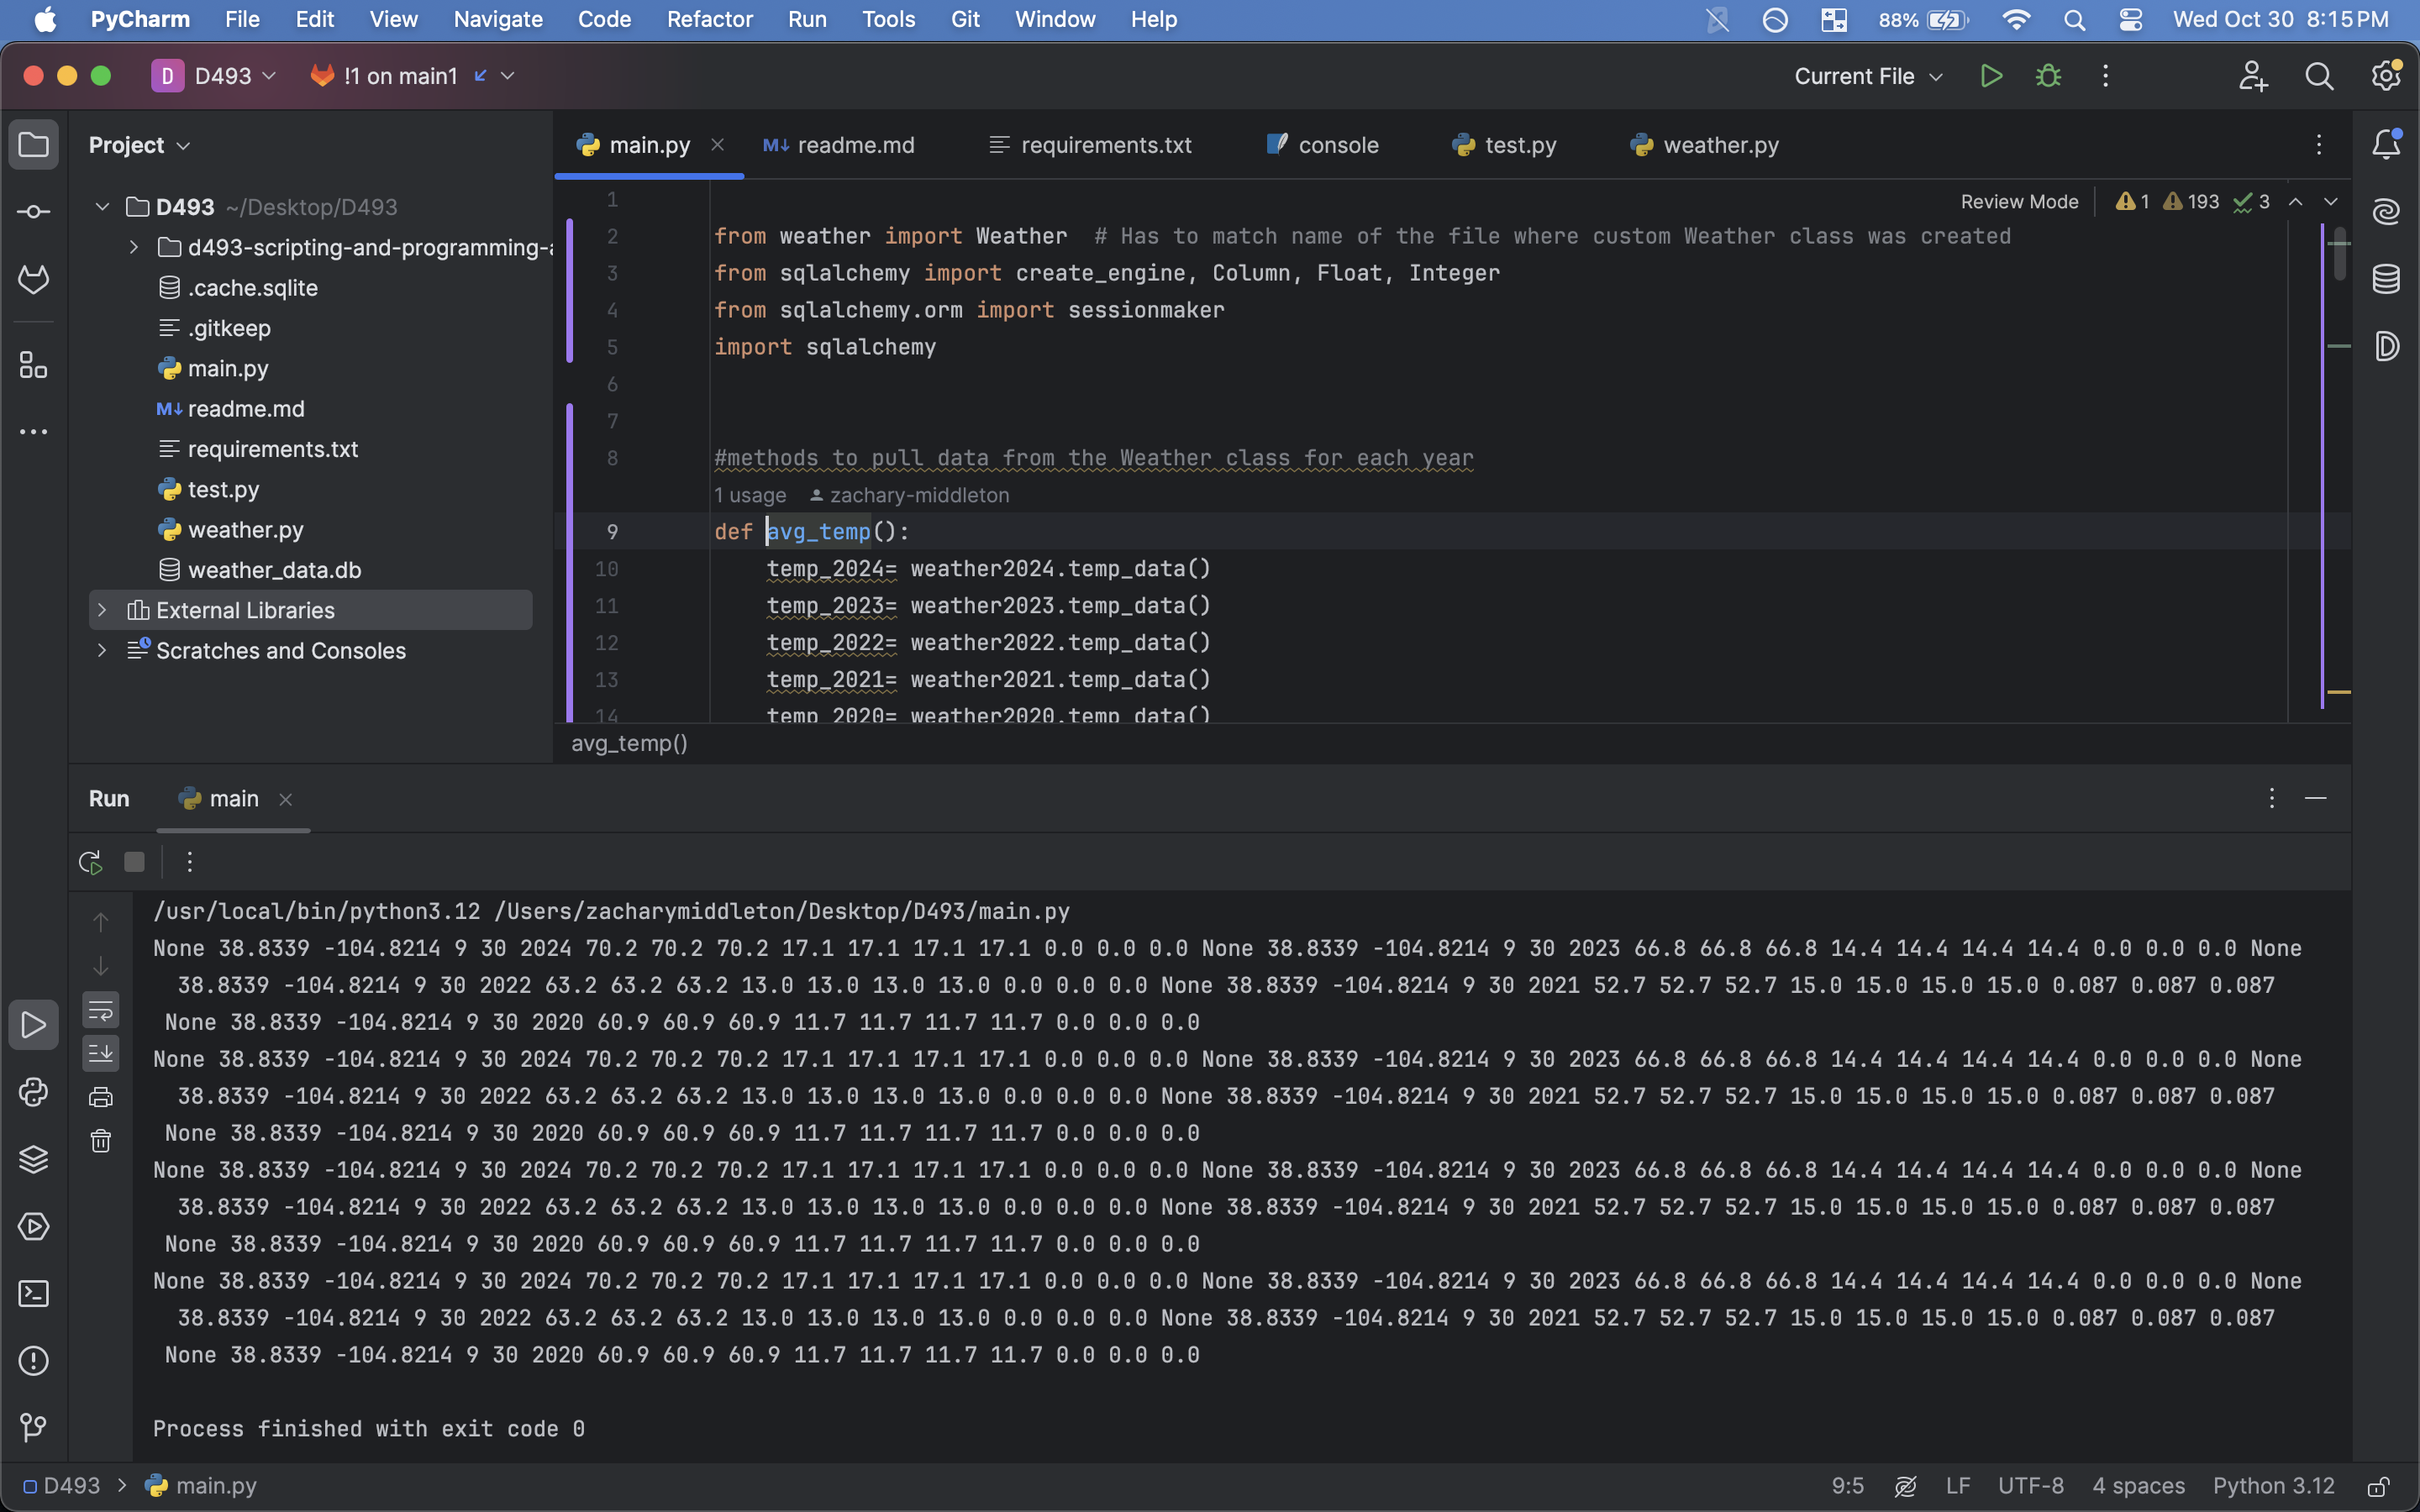 PyCharm File Edit View Navigate Code Refactor Run Tools Git Window Help 88% Wed Oct 30 8:15 PM
D D493 !1 on main1 Current File
Project
main.py readme.md requirements.txt console test.py weather.py
D493 ~/Desktop/D493
d493-scripting-and-programming-a
.cache.sqlite
.gitkeep
main.py
M↓ readme.md
requirements.txt
test.py
weather.py
weather_data.db
External Libraries
Scratches and Consoles
Review Mode 1 193 3
1
2 from weather import Weather # Has to match name of the file where custom Weather class was created
3 from sqlalchemy import create_engine, Column, Float, Integer
4 from sqlalchemy.orm import sessionmaker
5 import sqlalchemy
6
7
8 #methods to pull data from the Weather class for each year
1 usage zachary-middleton
9 def avg_temp():
10 temp_2024= weather2024.temp_data()
11 temp_2023= weather2023.temp_data()
12 temp_2022= weather2022.temp_data()
13 temp_2021= weather2021.temp_data()
14 temp_2020= weather2020.temp_data()
avg_temp()
Run main
/usr/local/bin/python3.12 /Users/zacharymiddleton/Desktop/D493/main.py
None 38.8339 -104.8214 9 30 2024 70.2 70.2 70.2 17.1 17.1 17.1 17.1 0.0 0.0 0.0 None 38.8339 -104.8214 9 30 2023 66.8 66.8 66.8 14.4 14.4 14.4 14.4 0.0 0.0 0.0 None
38.8339 -104.8214 9 30 2022 63.2 63.2 63.2 13.0 13.0 13.0 13.0 0.0 0.0 0.0 None 38.8339 -104.8214 9 30 2021 52.7 52.7 52.7 15.0 15.0 15.0 15.0 0.087 0.087 0.087
None 38.8339 -104.8214 9 30 2020 60.9 60.9 60.9 11.7 11.7 11.7 11.7 0.0 0.0 0.0
None 38.8339 -104.8214 9 30 2024 70.2 70.2 70.2 17.1 17.1 17.1 17.1 0.0 0.0 0.0 None 38.8339 -104.8214 9 30 2023 66.8 66.8 66.8 14.4 14.4 14.4 14.4 0.0 0.0 0.0 None
38.8339 -104.8214 9 30 2022 63.2 63.2 63.2 13.0 13.0 13.0 13.0 0.0 0.0 0.0 None 38.8339 -104.8214 9 30 2021 52.7 52.7 52.7 15.0 15.0 15.0 15.0 0.087 0.087 0.087
None 38.8339 -104.8214 9 30 2020 60.9 60.9 60.9 11.7 11.7 11.7 11.7 0.0 0.0 0.0
None 38.8339 -104.8214 9 30 2024 70.2 70.2 70.2 17.1 17.1 17.1 17.1 0.0 0.0 0.0 None 38.8339 -104.8214 9 30 2023 66.8 66.8 66.8 14.4 14.4 14.4 14.4 0.0 0.0 0.0 None
38.8339 -104.8214 9 30 2022 63.2 63.2 63.2 13.0 13.0 13.0 13.0 0.0 0.0 0.0 None 38.8339 -104.8214 9 30 2021 52.7 52.7 52.7 15.0 15.0 15.0 15.0 0.087 0.087 0.087
None 38.8339 -104.8214 9 30 2020 60.9 60.9 60.9 11.7 11.7 11.7 11.7 0.0 0.0 0.0
None 38.8339 -104.8214 9 30 2024 70.2 70.2 70.2 17.1 17.1 17.1 17.1 0.0 0.0 0.0 None 38.8339 -104.8214 9 30 2023 66.8 66.8 66.8 14.4 14.4 14.4 14.4 0.0 0.0 0.0 None
38.8339 -104.8214 9 30 2022 63.2 63.2 63.2 13.0 13.0 13.0 13.0 0.0 0.0 0.0 None 38.8339 -104.8214 9 30 2021 52.7 52.7 52.7 15.0 15.0 15.0 15.0 0.087 0.087 0.087
None 38.8339 -104.8214 9 30 2020 60.9 60.9 60.9 11.7 11.7 11.7 11.7 0.0 0.0 0.0
Process finished with exit code 0
D493 > main.py 9:5 LF UTF-8 4 spaces Python 3.12